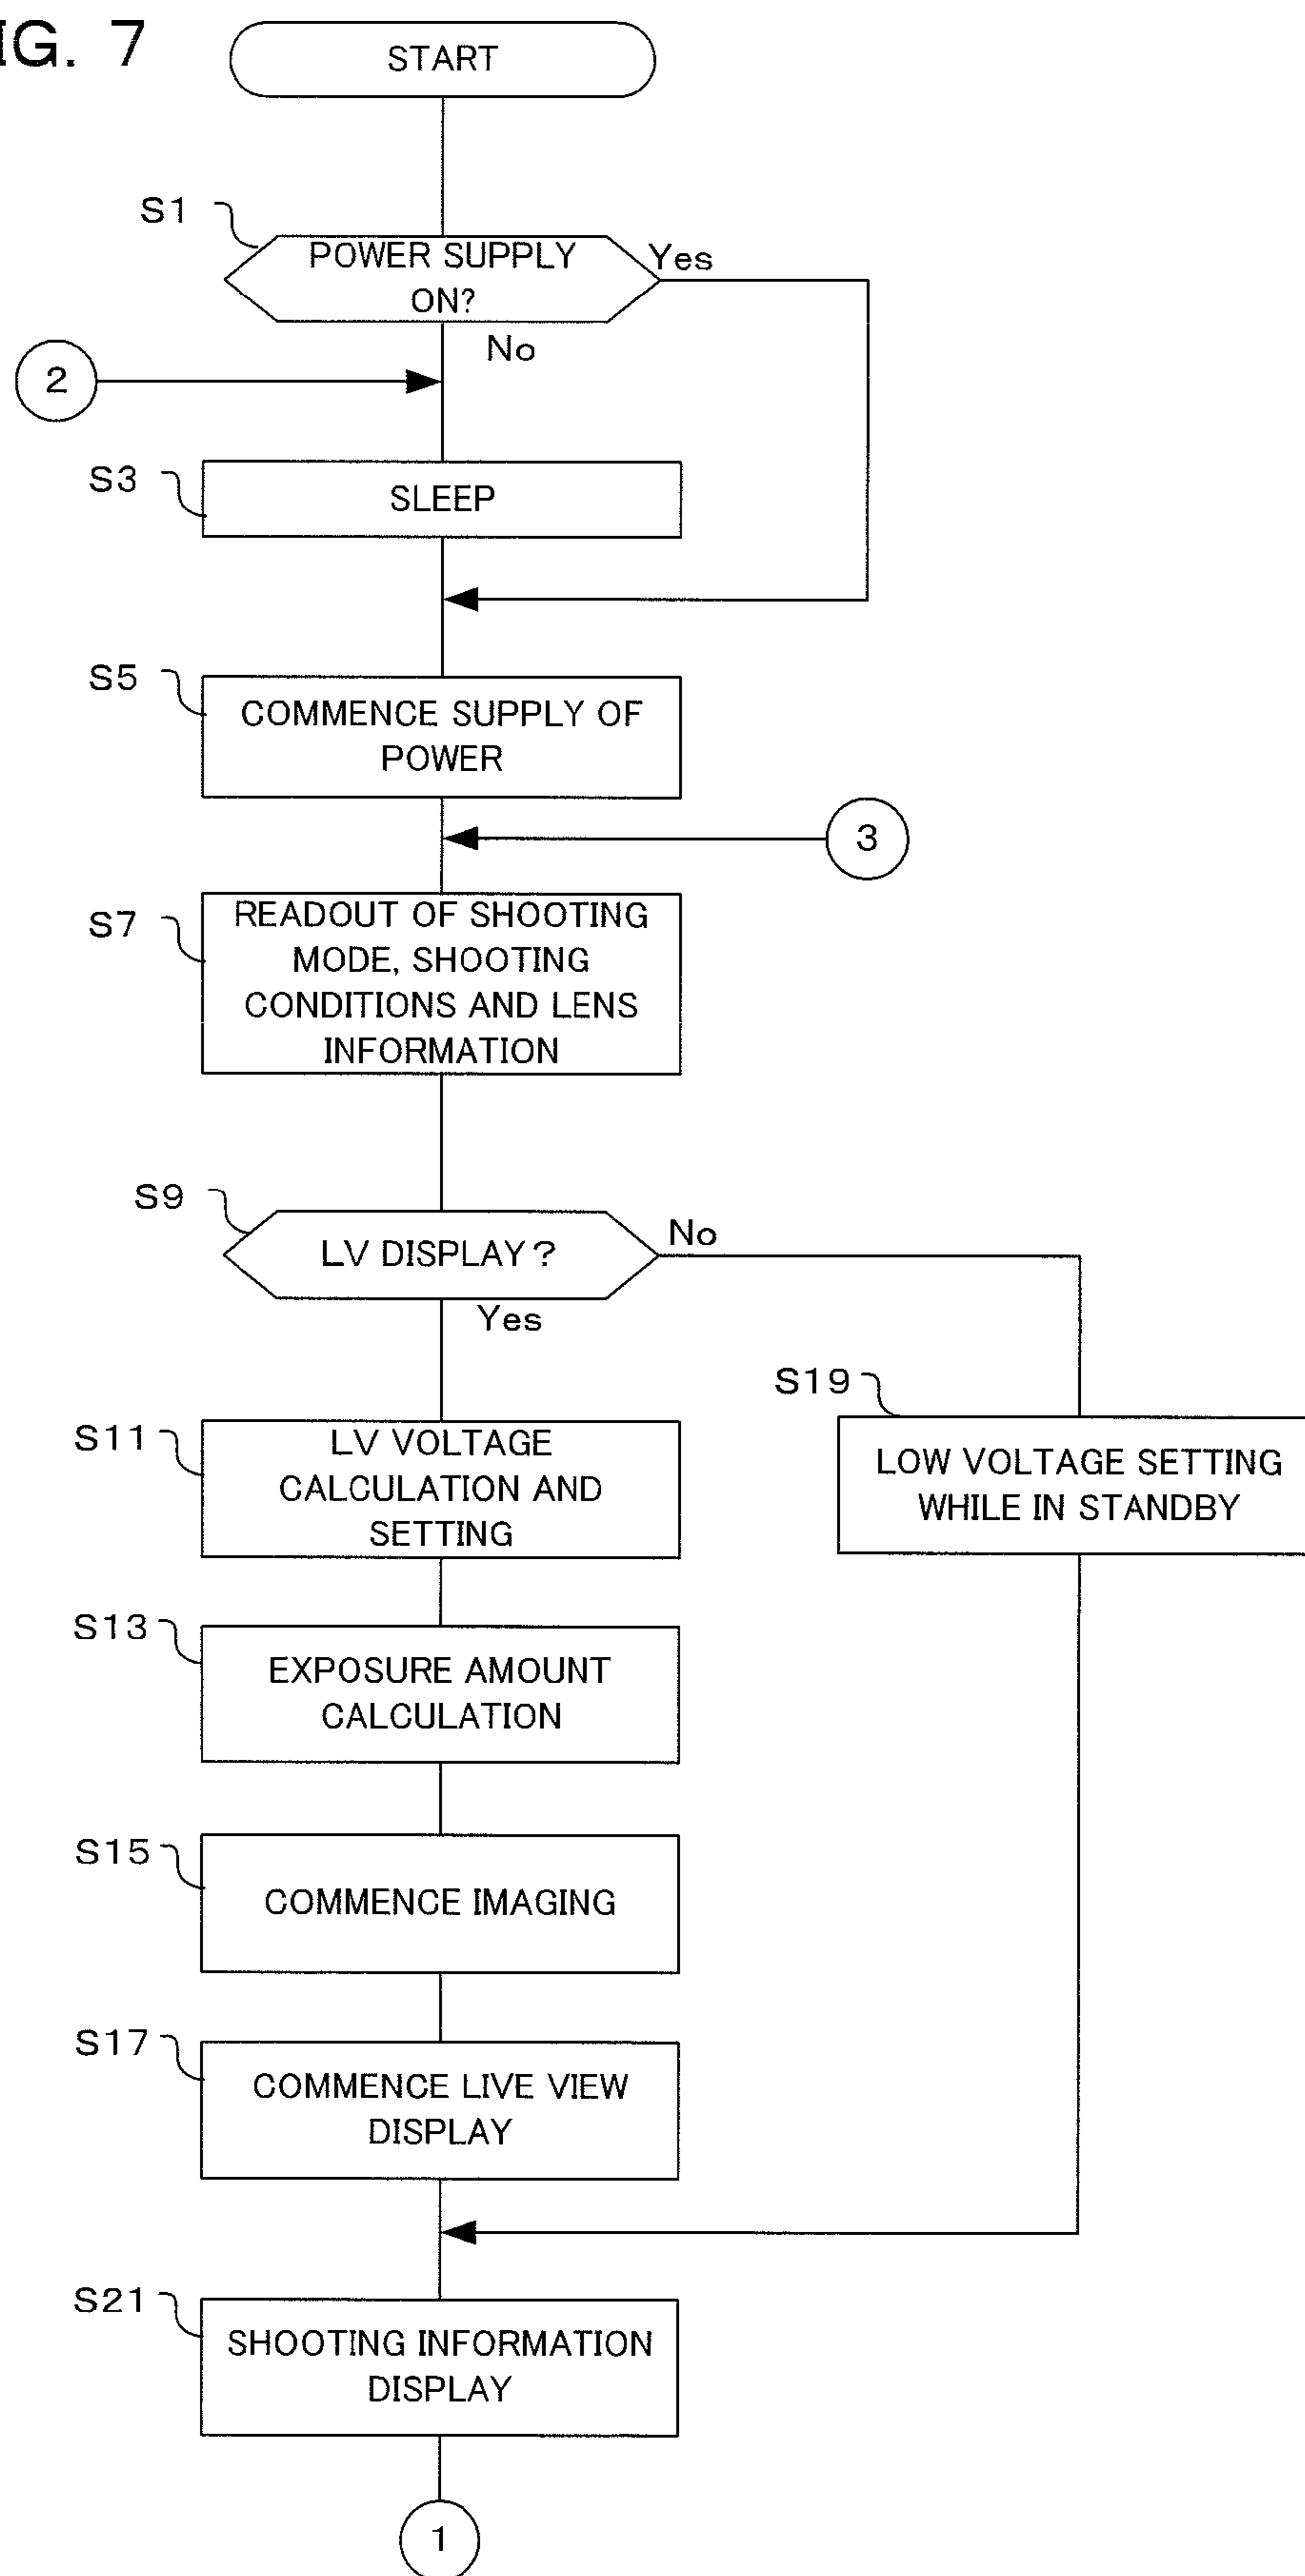 IG. 7
START
S1
POWER SUPPLY
ON?
Yes
No
2
S3
SLEEP
S5
COMMENCE SUPPLY OF
POWER
3
S7
READOUT OF SHOOTING
MODE, SHOOTING
CONDITIONS AND LENS
INFORMATION
S9
LV DISPLAY?
No
Yes
S19
LOW VOLTAGE SETTING
WHILE IN STANDBY
S11
LV VOLTAGE
CALCULATION AND
SETTING
S13
EXPOSURE AMOUNT
CALCULATION
S15
COMMENCE IMAGING
S17
COMMENCE LIVE VIEW
DISPLAY
S21
SHOOTING INFORMATION
DISPLAY
1